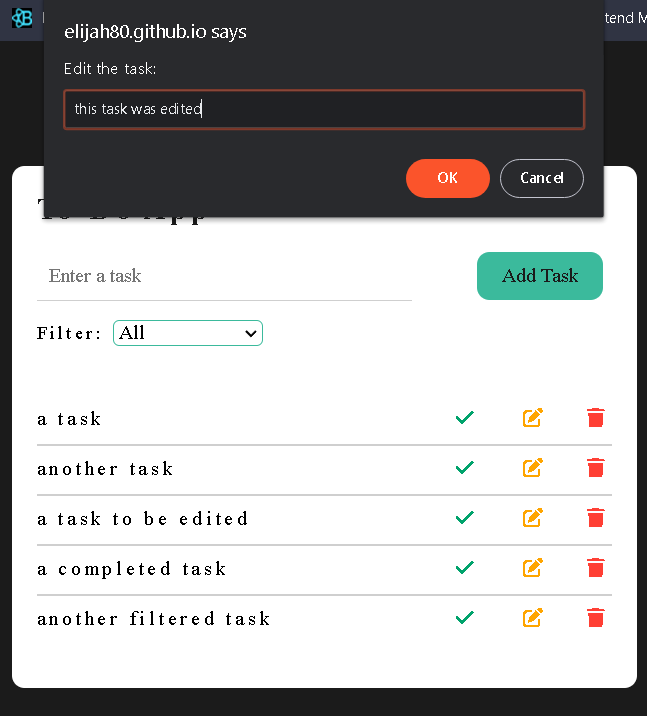 tend M
elijah80.github.io says
Edit the task:
this task was edited
OK Cancel
To Do App
Enter a task Add Task
Filter: All
a task
another task
a task to be edited
a completed task
another filtered task